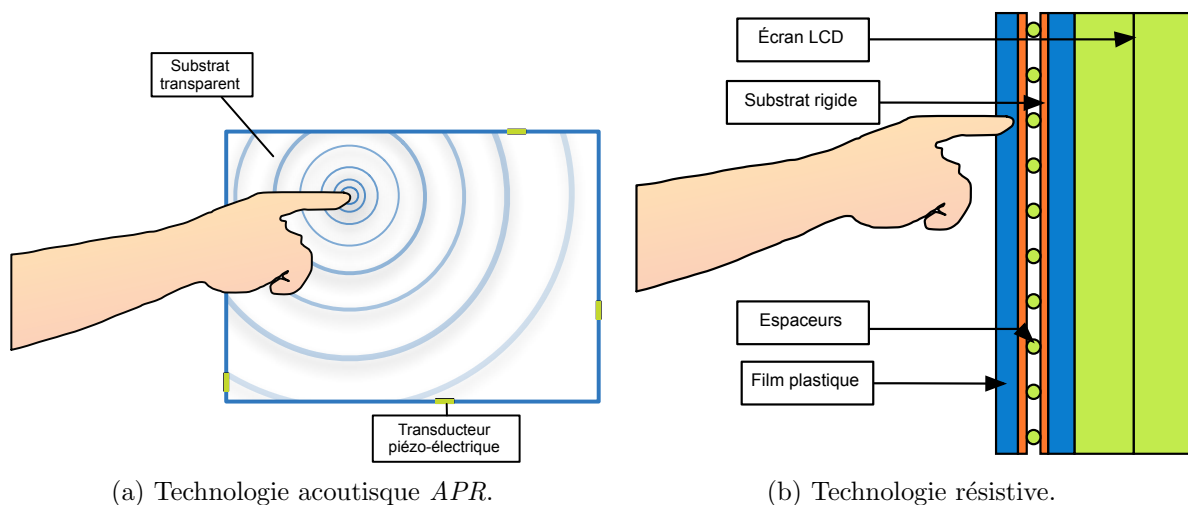 Substrat
transparent
Transducteur
piézo-électrique
(a) Technologie acoutisque APR.
Écran LCD
Substrat rigide
Espaceurs
Film plastique
(b) Technologie résistive.